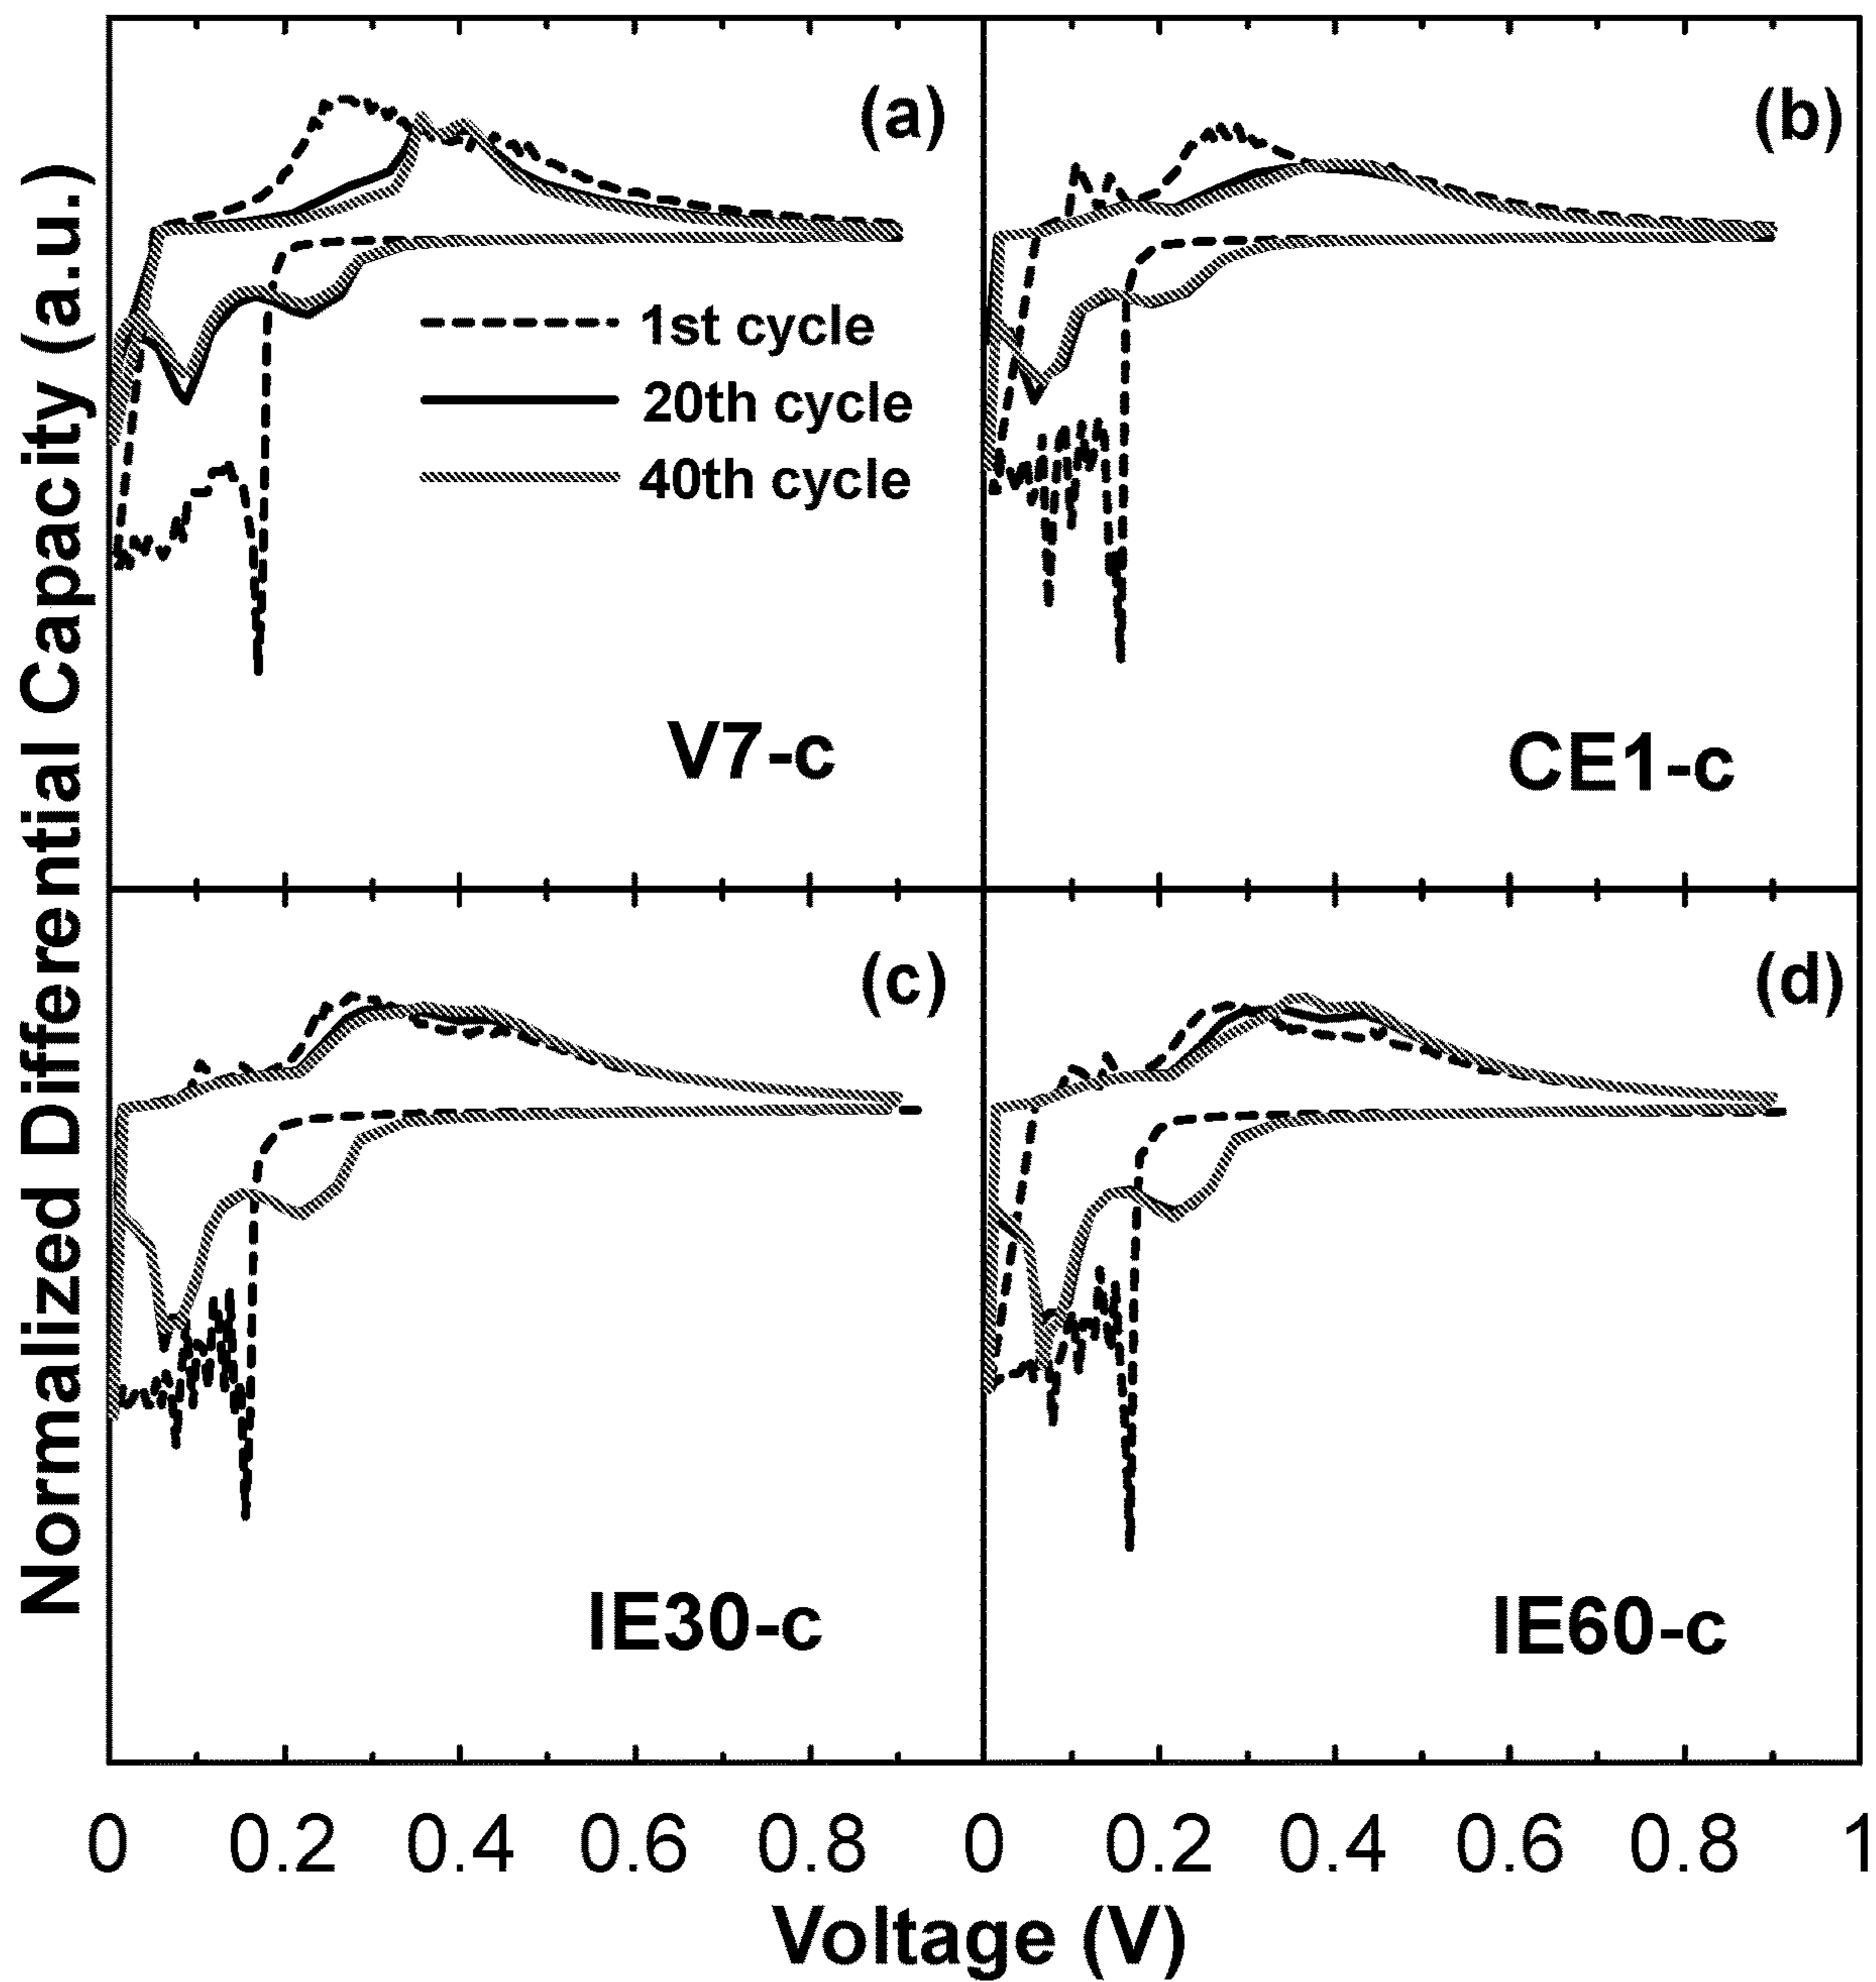 Normalized Differential Capacity (a.u.)
(a)
1st cycle
20th cycle
40th cycle
V7-c
(b)
CE1-c
(c)
IE30-c
(d)
IE60-c
0 0.2 0.4 0.6 0.8 0 0.2 0.4 0.6 0.8 1
Voltage (V)